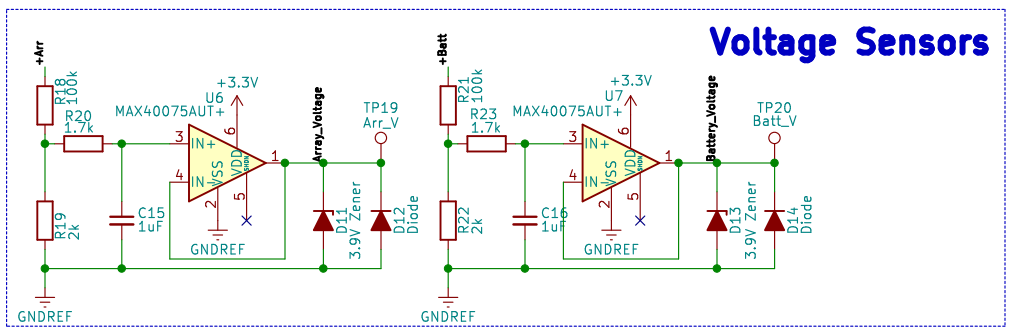 Voltage Sensors
+Arr
R18
100k
R20
1.7k
R19
2k
C15
1uF
+3.3V
U6
MAX40075AUT+
3
IN+
4
IN-
6
VDD
SHDN
VSS
2
5
1
GNDREF
Array_Voltage
TP19
Arr_V
D11
3.9V Zener
D12
Diode
GNDREF
+Batt
R21
100k
R23
1.7k
R22
2k
C16
1uF
+3.3V
U7
MAX40075AUT+
3
IN+
4
IN-
6
VDD
SHDN
VSS
2
5
1
GNDREF
Battery_Voltage
TP20
Batt_V
D13
3.9V Zener
D14
Diode
GNDREF